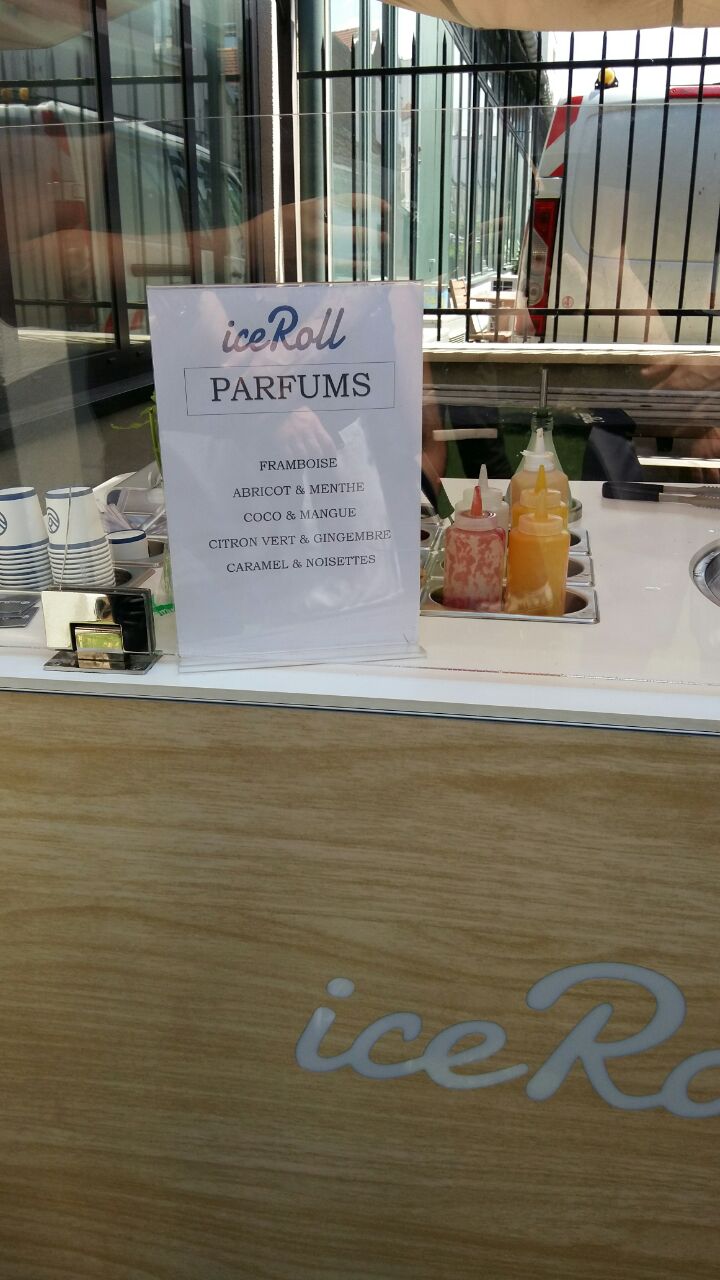 iceRoll
PARFUMS
FRAMBOISE
ABRICOT & MENTHE
COCO & MANGUE
CITRON VERT & GINGEMBRE
CARAMEL & NOISETTES
iceRo